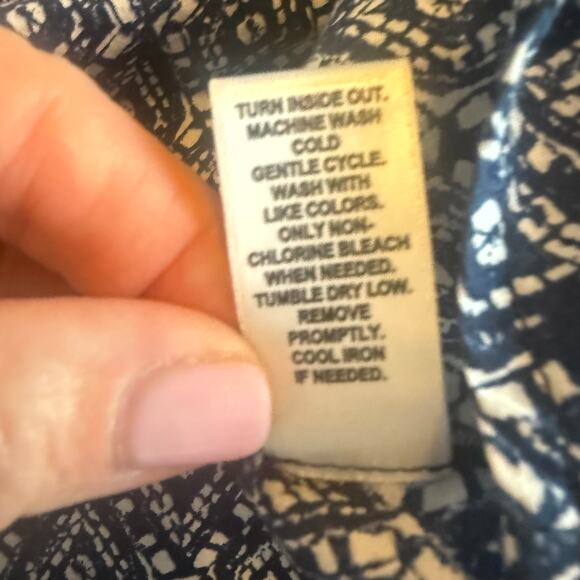 TURN INSIDE OUT.
MACHINE WASH
COLD
GENTLE CYCLE.
WASH WITH
LIKE COLORS.
ONLY NON-
CHLORINE BLEACH
WHEN NEEDED.
TUMBLE DRY LOW.
REMOVE
PROMPTLY.
COOL IRON
IF NEEDED.